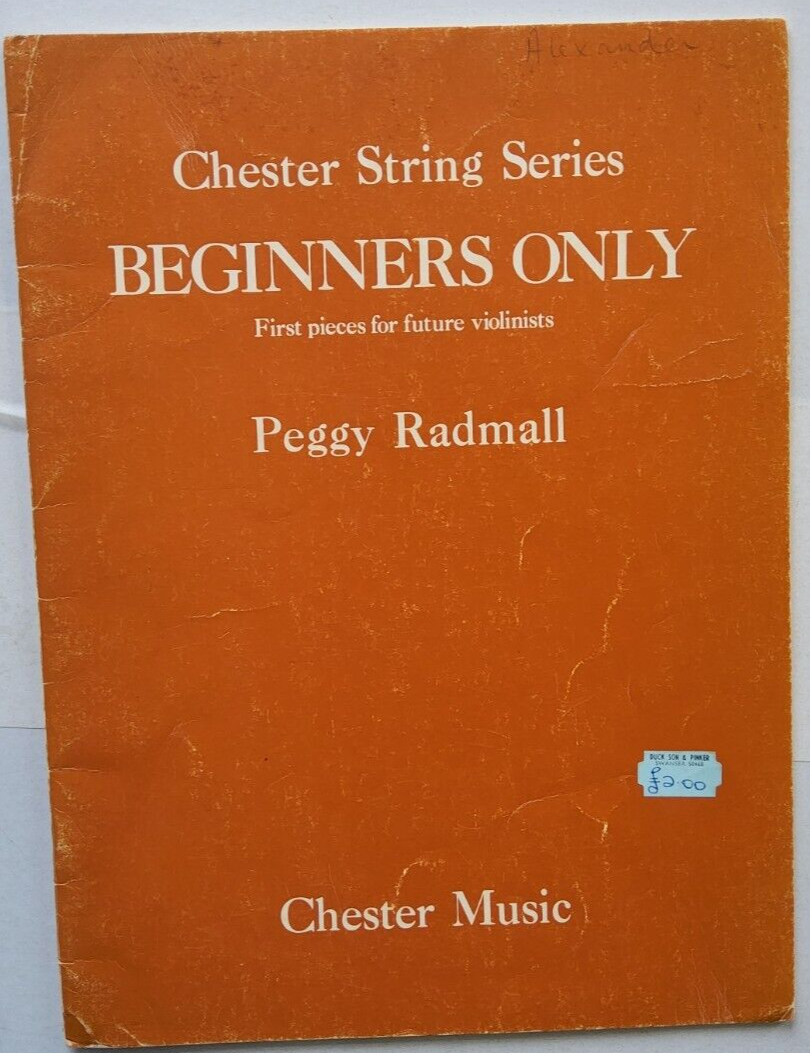 Alexander
Chester String Series
BEGINNERS ONLY
First pieces for future violinists
Peggy Radmall
DUCK SON & PINKER
SWANSEA
£2.00
Chester Music